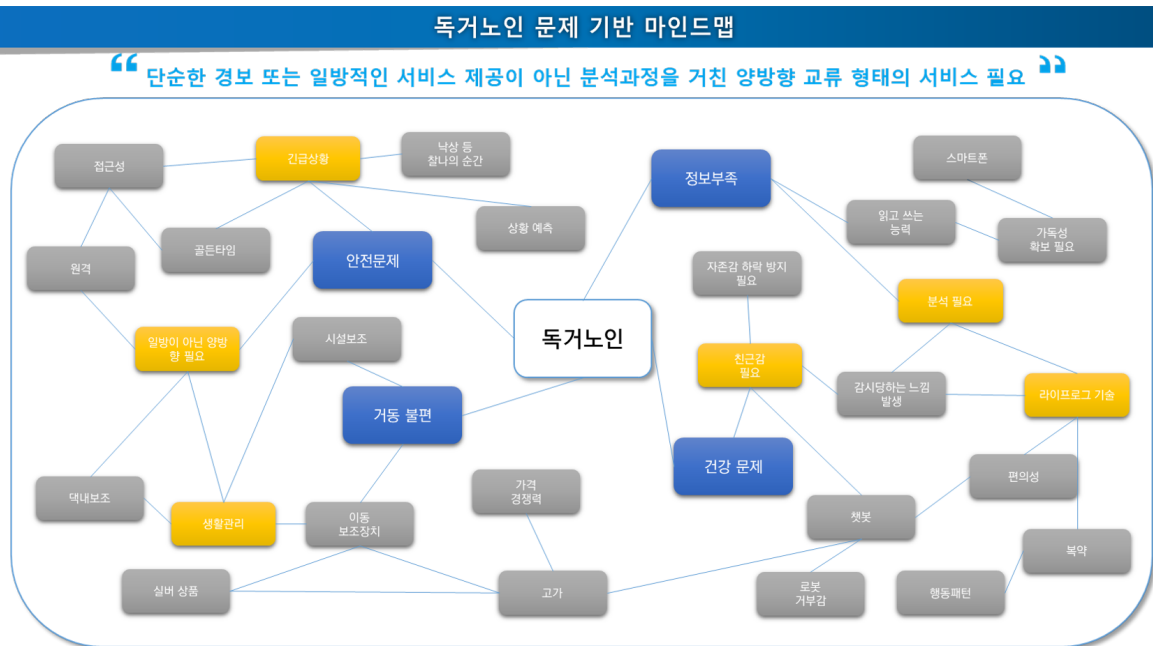 독거노인 문제 기반 마인드맵
“ 단순한 경보 또는 일방적인 서비스 제공이 아닌 분석과정을 거친 양방향 교류 형태의 서비스 필요 ”
접근성
긴급상황
낙상 등
찰나의 순간
정보부족
스마트폰
원격
골든타임
안전문제
상황 예측
읽고 쓰는
능력
가독성
확보 필요
자존감 하락 방지
필요
분석 필요
일방이 아닌 양방
향 필요
시설보조
독거노인
친근감
필요
감시당하는 느낌
발생
라이프로그 기술
거동 불편
건강 문제
댁내보조
생활관리
이동
보조장치
가격
경쟁력
챗봇
편의성
복약
실버 상품
고가
로봇
거부감
행동패턴